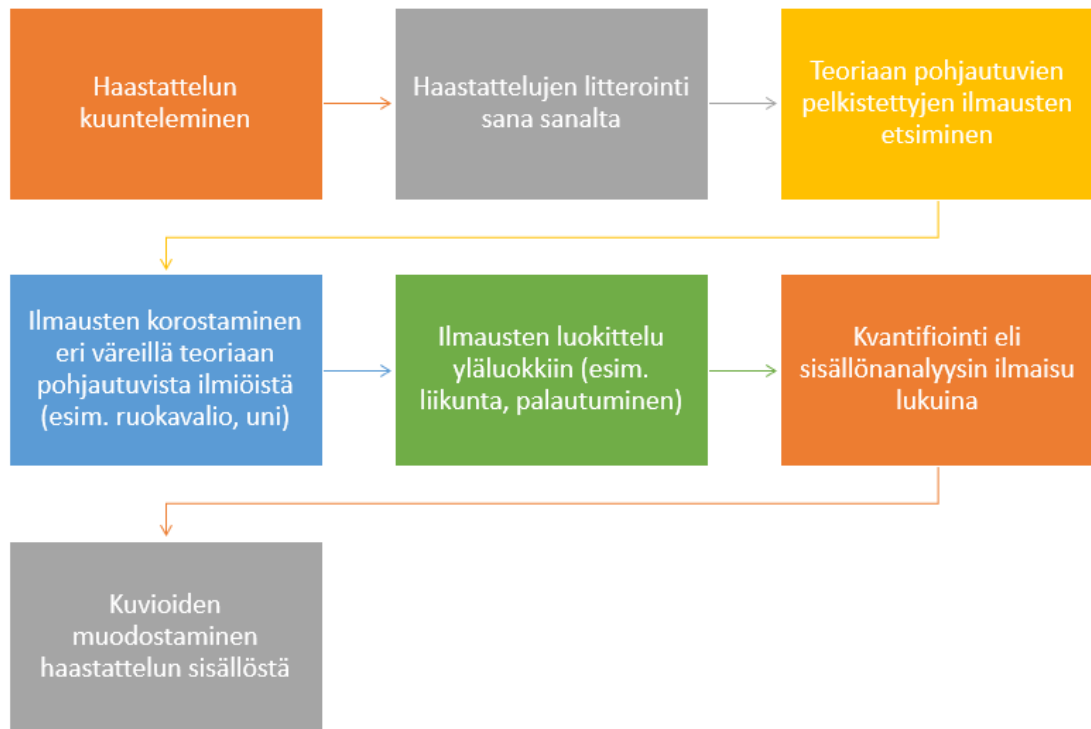 Haastattelun
kuunteleminen
Haastattelujen litterointi
sana sanalta
Teoriaan pohjautuvien
pelkistettyjen ilmausten
etsiminen
Ilmausten korostaminen
eri väreillä teoriaan
pohjautuvista ilmiöistä
(esim. ruokavalio, uni)
Ilmausten luokittelu
yläluokkiin (esim.
liikunta, palautuminen)
Kvantifiointi eli
sisällönanalyysin ilmaisu
lukuina
Kuvioiden
muodostaminen
haastattelun sisällöstä